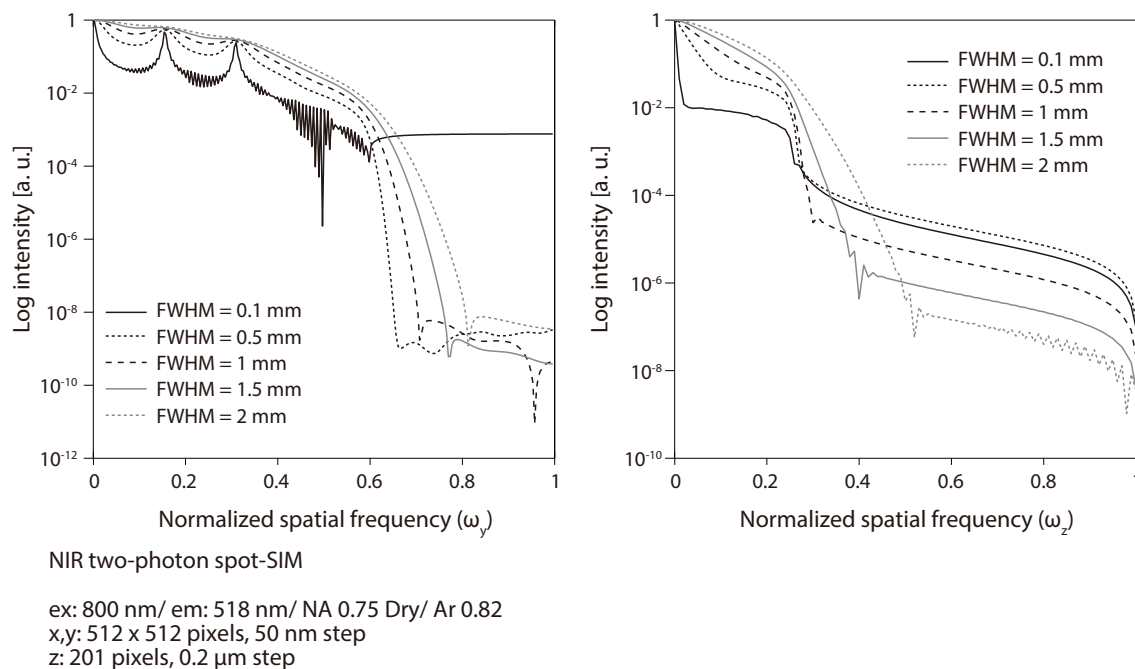 1
10⁻²
10⁻⁴
10⁻⁶
10⁻⁸
10⁻¹⁰
10⁻¹²
Log intensity [a. u.]
FWHM = 0.1 mm
FWHM = 0.5 mm
FWHM = 1 mm
FWHM = 1.5 mm
FWHM = 2 mm
0 0.2 0.4 0.6 0.8 1
Normalized spatial frequency (ω_y)
1
10⁻²
10⁻⁴
10⁻⁶
10⁻⁸
10⁻¹⁰
Log intensity [a. u.]
FWHM = 0.1 mm
FWHM = 0.5 mm
FWHM = 1 mm
FWHM = 1.5 mm
FWHM = 2 mm
0 0.2 0.4 0.6 0.8 1
Normalized spatial frequency (ω_z)
NIR two-photon spot-SIM
ex: 800 nm/ em: 518 nm/ NA 0.75 Dry/ Ar 0.82
x,y: 512 x 512 pixels, 50 nm step
z: 201 pixels, 0.2 μm step